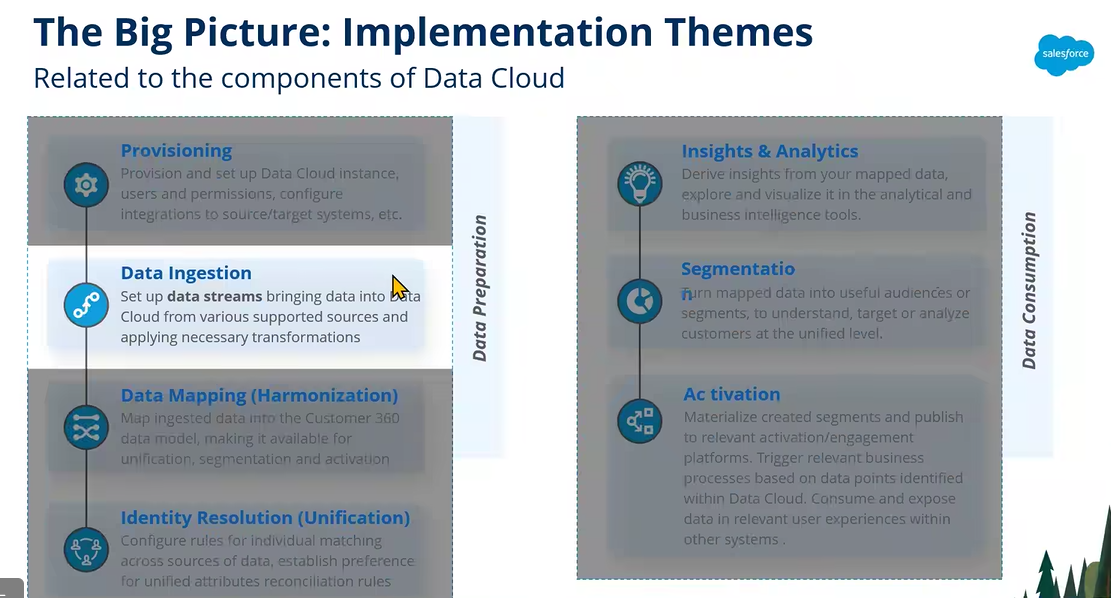 The Big Picture: Implementation Themes
Related to the components of Data Cloud
salesforce
Provisioning
Provision and set up Data Cloud instance,
users and permissions, configure
integrations to source/target systems, etc.
Data Ingestion
Set up data streams bringing data into Data
Cloud from various supported sources and
applying necessary transformations
Data Mapping (Harmonization)
Map ingested data into the Customer 360
data model, making it available for
unification, segmentation and activation
Identity Resolution (Unification)
Configure rules for individual matching
across sources of data, establish preference
for unified attributes reconciliation rules
Data Preparation
Insights & Analytics
Derive insights from your mapped data,
explore and visualize it in the analytical and
business intelligence tools.
Segmentatio
n
Turn mapped data into useful audiences or
segments, to understand, target or analyze
customers at the unified level.
Ac tivation
Materialize created segments and publish
to relevant activation/engagement
platforms. Trigger relevant business
processes based on data points identified
within Data Cloud. Consume and expose
data in relevant user experiences within
other systems .
Data Consumption